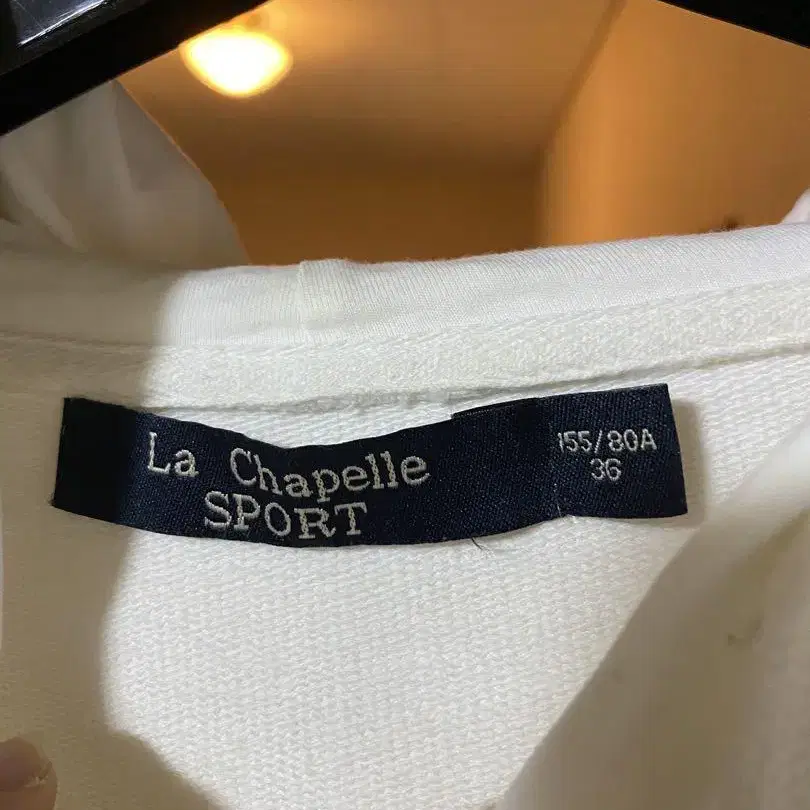 La Chapelle
SPORT
155/80A
36